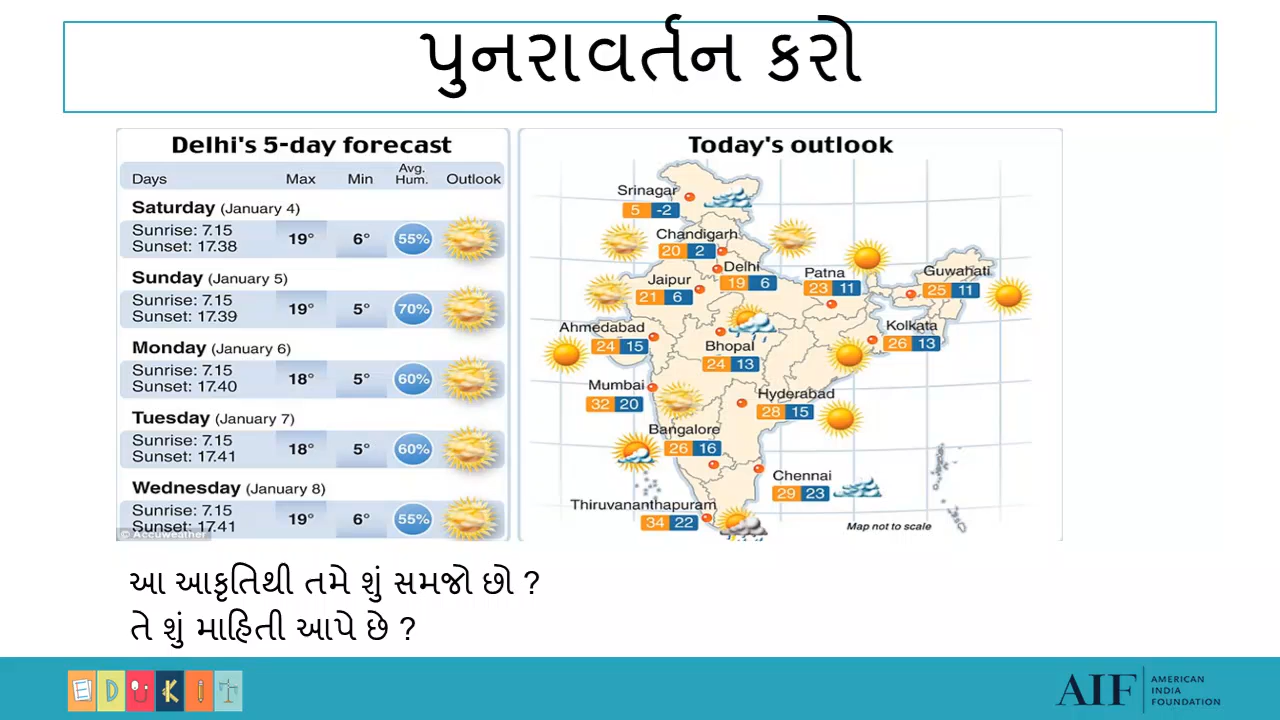 પુનરાવર્તન કરો
Delhi's 5-day forecast
Days Max Min Avg. Hum. Outlook
Saturday (January 4)
Sunrise: 7.15
Sunset: 17.38
19° 6° 55%
Sunday (January 5)
Sunrise: 7.15
Sunset: 17.39
19° 5° 70%
Monday (January 6)
Sunrise: 7.15
Sunset: 17.40
18° 5° 60%
Tuesday (January 7)
Sunrise: 7.15
Sunset: 17.41
18° 5° 60%
Wednesday (January 8)
Sunrise: 7.15
Sunset: 17.41
19° 6° 55%
© Accuweather
Today's outlook
Srinagar
5 -2
Chandigarh
20 2
Delhi
19 6
Jaipur
21 6
Patna
23 11
Guwahati
25 11
Ahmedabad
24 15
Bhopal
24 13
Kolkata
26 13
Mumbai
32 20
Hyderabad
28 15
Bangalore
26 16
Chennai
29 23
Thiruvananthapuram
34 22
Map not to scale
આ આકૃતિથી તમે શું સમજો છો ?
તે શું માહિતી આપે છે ?
EDUKIT
AIF
AMERICAN
INDIA
FOUNDATION